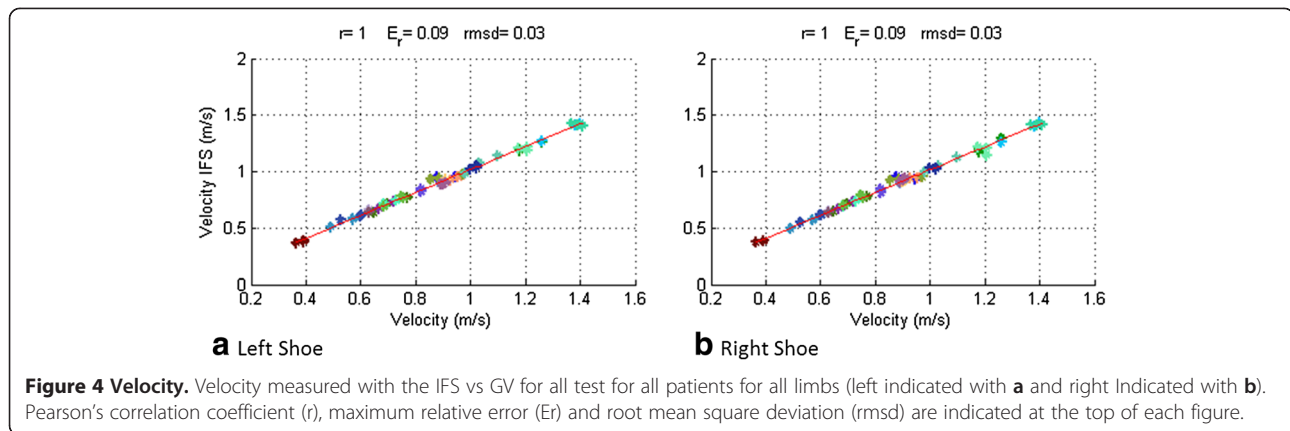 r= 1 Er= 0.09 rmsd= 0.03
2
1.5
1
0.5
0
Velocity IFS (m/s)
0.2 0.4 0.6 0.8 1 1.2 1.4 1.6
Velocity (m/s)
a Left Shoe
r= 1 Er= 0.09 rmsd= 0.03
2
1.5
1
0.5
0
0.2 0.4 0.6 0.8 1 1.2 1.4 1.6
Velocity (m/s)
b Right Shoe
Figure 4 Velocity. Velocity measured with the IFS vs GV for all test for all patients for all limbs (left indicated with a and right Indicated with b).
Pearson's correlation coefficient (r), maximum relative error (Er) and root mean square deviation (rmsd) are indicated at the top of each figure.